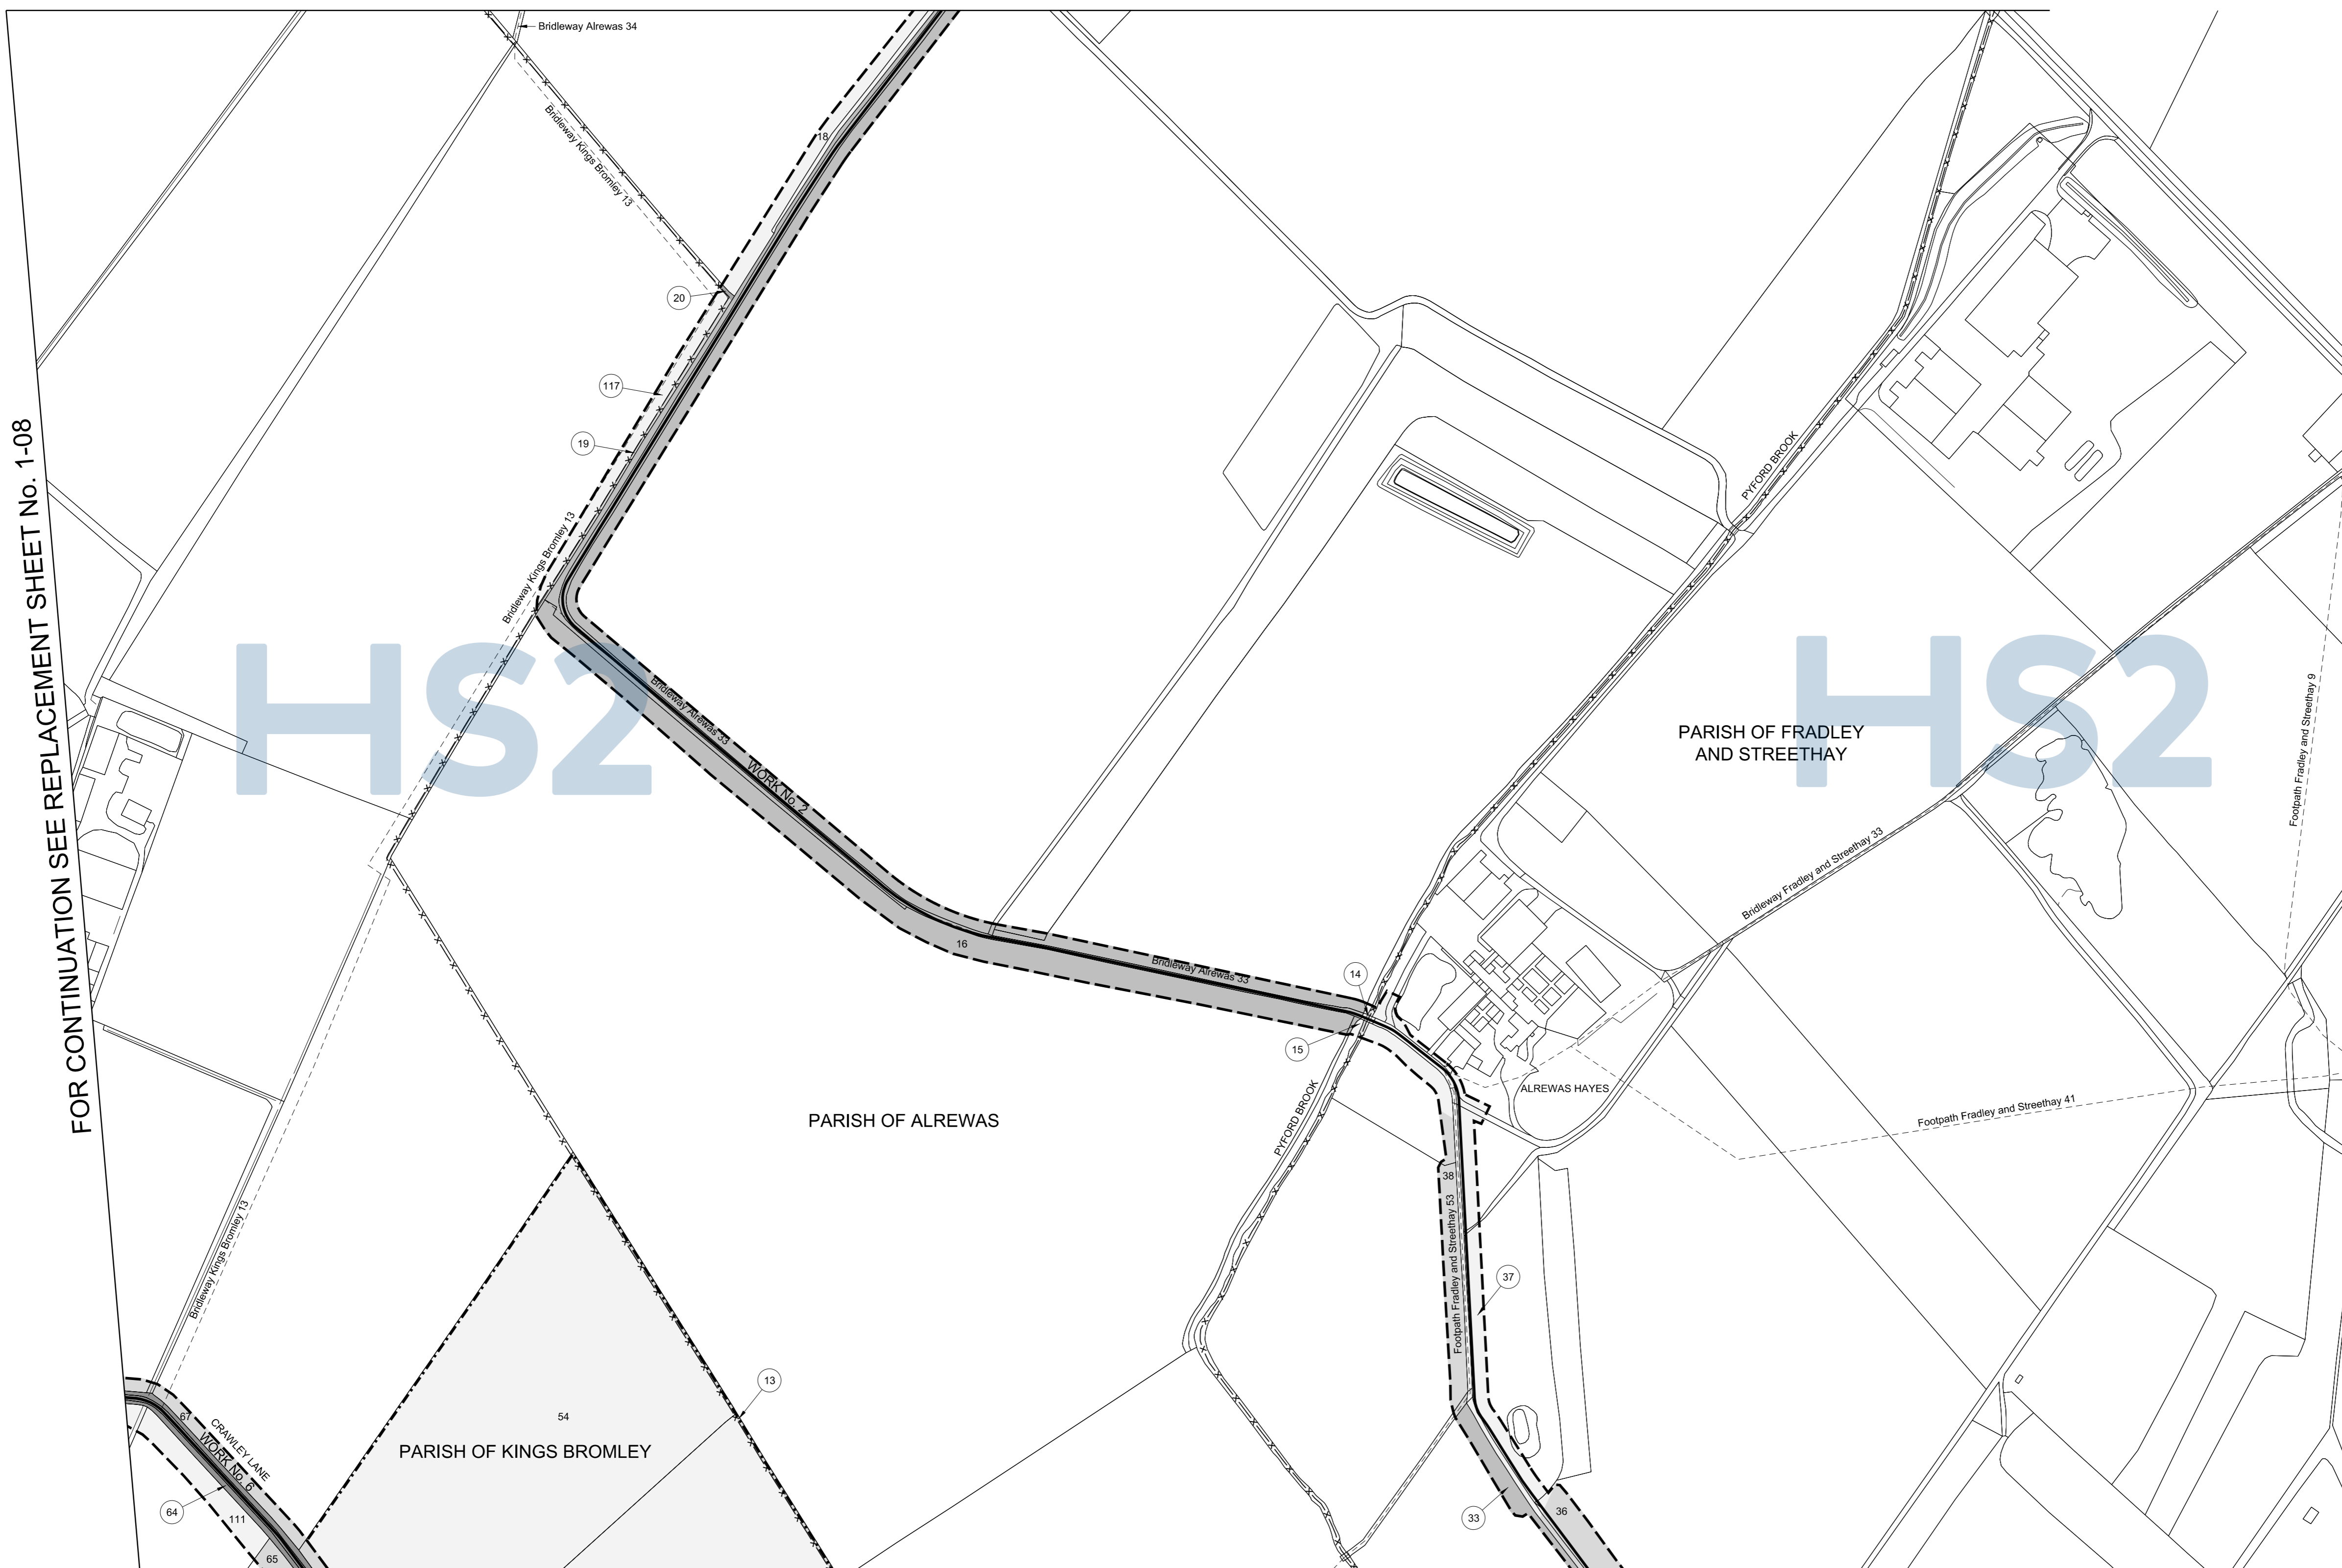 Bridleway Alrewas 34
Bridleway Kings Bromley 13
18
20
117
19
FOR CONTINUATION SEE REPLACEMENT SHEET No. 1-08
Bridleway Kings Bromley 13
PYFORD BROOK
HS2
HS2
Bridleway Alrewas 33
WORK No. 2
PARISH OF FRADLEY
AND STREETHAY
Footpath Fradley and Streethay 9
Bridleway Fradley and Streethay 33
16
Bridleway Alrewas 33
14
15
ALREWAS HAYES
PYFORD BROOK
Footpath Fradley and Streethay 41
PARISH OF ALREWAS
38
Footpath Fradley and Streethay 53
37
Bridleway Kings Bromley 13
13
54
PARISH OF KINGS BROMLEY
67
CRAWLEY LANE
WORK No. 6
64
111
65
33
36